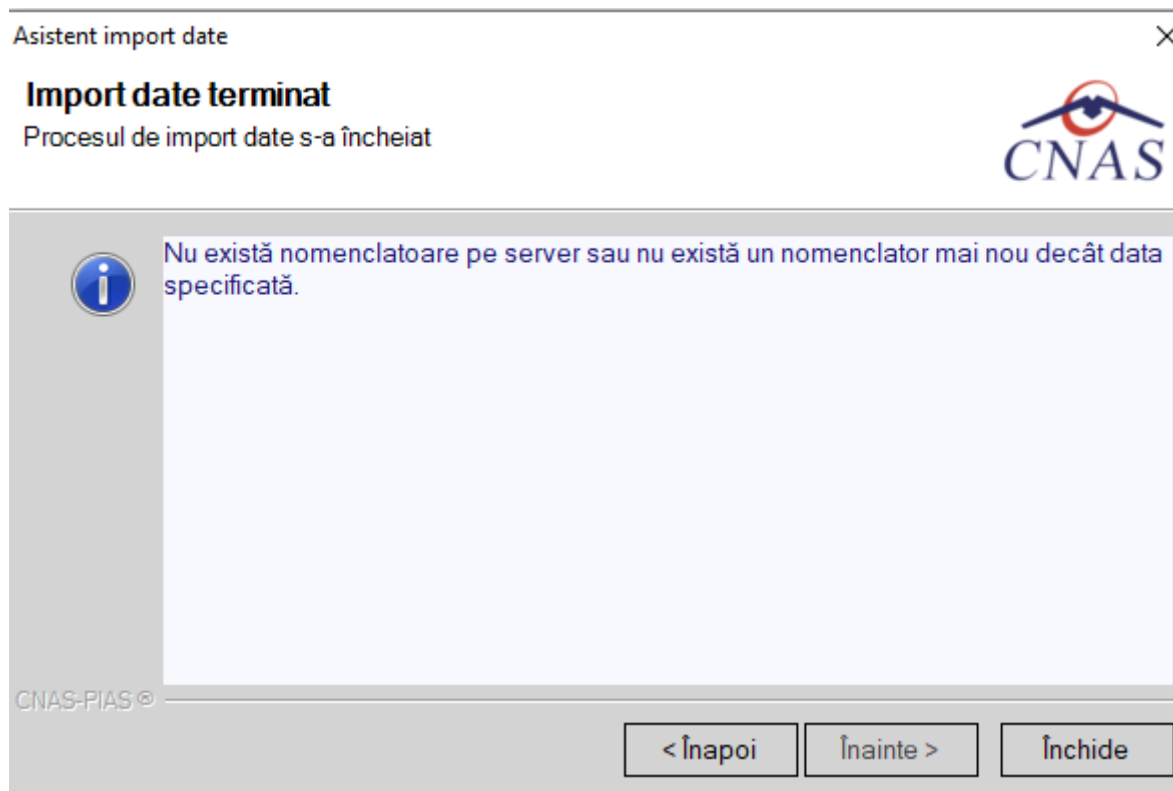 Asistent import date
Import date terminat
Procesul de import date s-a încheiat
CNAS
Nu există nomenclatoare pe server sau nu există un nomenclator mai nou decât data
specificată.
CNAS-PIAS ®
< Înapoi
Înainte >
Închide